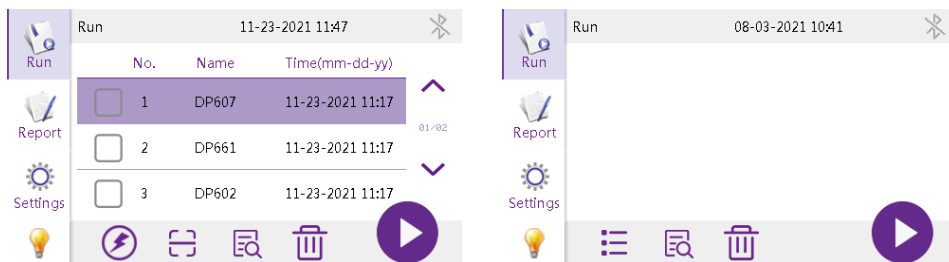 Run 11-23-2021 11:47
Run
No. Name Time(mm-dd-yy)
1 DP607 11-23-2021 11:17
01/02
Report
2 DP661 11-23-2021 11:17
Settings
3 DP602 11-23-2021 11:17
Run 08-03-2021 10:41
Run
Report
Settings